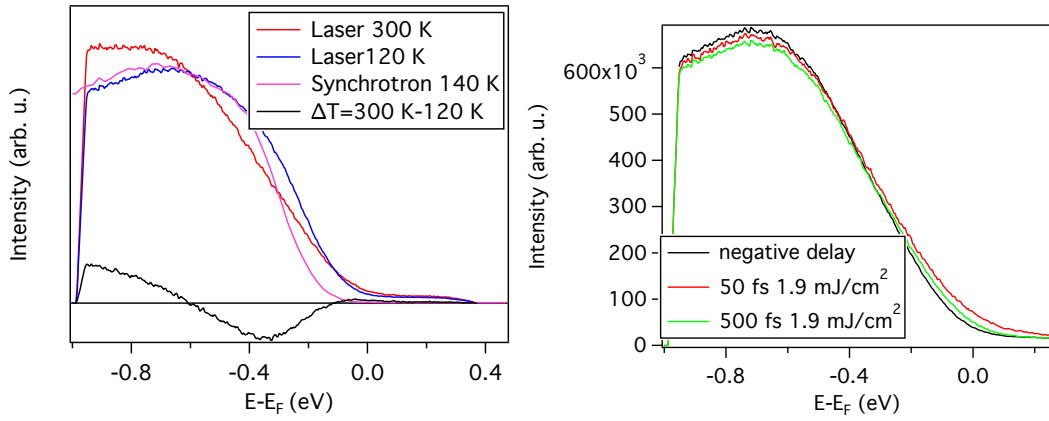 Intensity (arb. u.)
Laser 300 K
Laser120 K
Synchrotron 140 K
ΔT=300 K-120 K
-0.8
-0.4
0.0
0.4
E-E_F (eV)
Intensity (arb. u.)
600x10³
500
400
300
200
100
0
negative delay
50 fs 1.9 mJ/cm²
500 fs 1.9 mJ/cm²
-0.8
-0.4
0.0
E-E_F (eV)